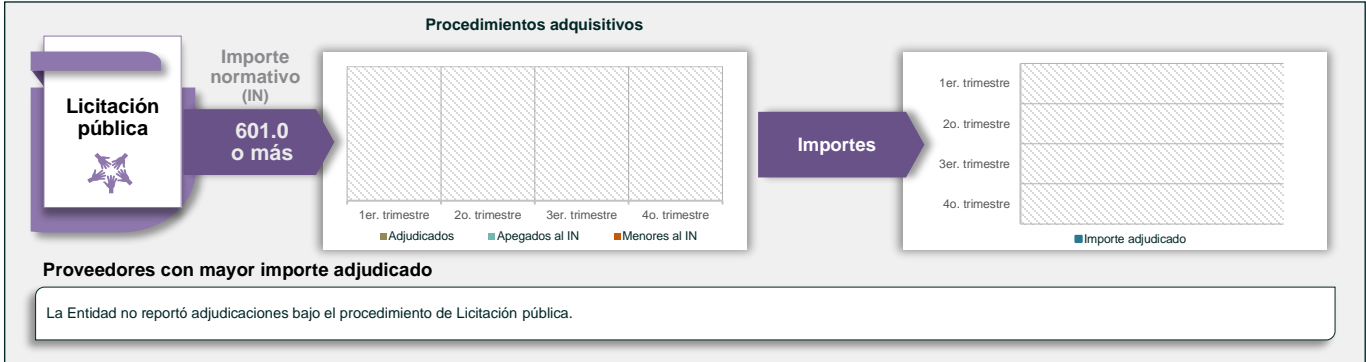 Procedimientos adquisitivos
Licitación
pública
Importe
normativo
(IN)
601.0
o más
1er. trimestre 2o. trimestre 3er. trimestre 4o. trimestre
Adjudicados Apegados al IN Menores al IN
Importes
1er. trimestre
2o. trimestre
3er. trimestre
4o. trimestre
Importe adjudicado
Proveedores con mayor importe adjudicado
La Entidad no reportó adjudicaciones bajo el procedimiento de Licitación pública.